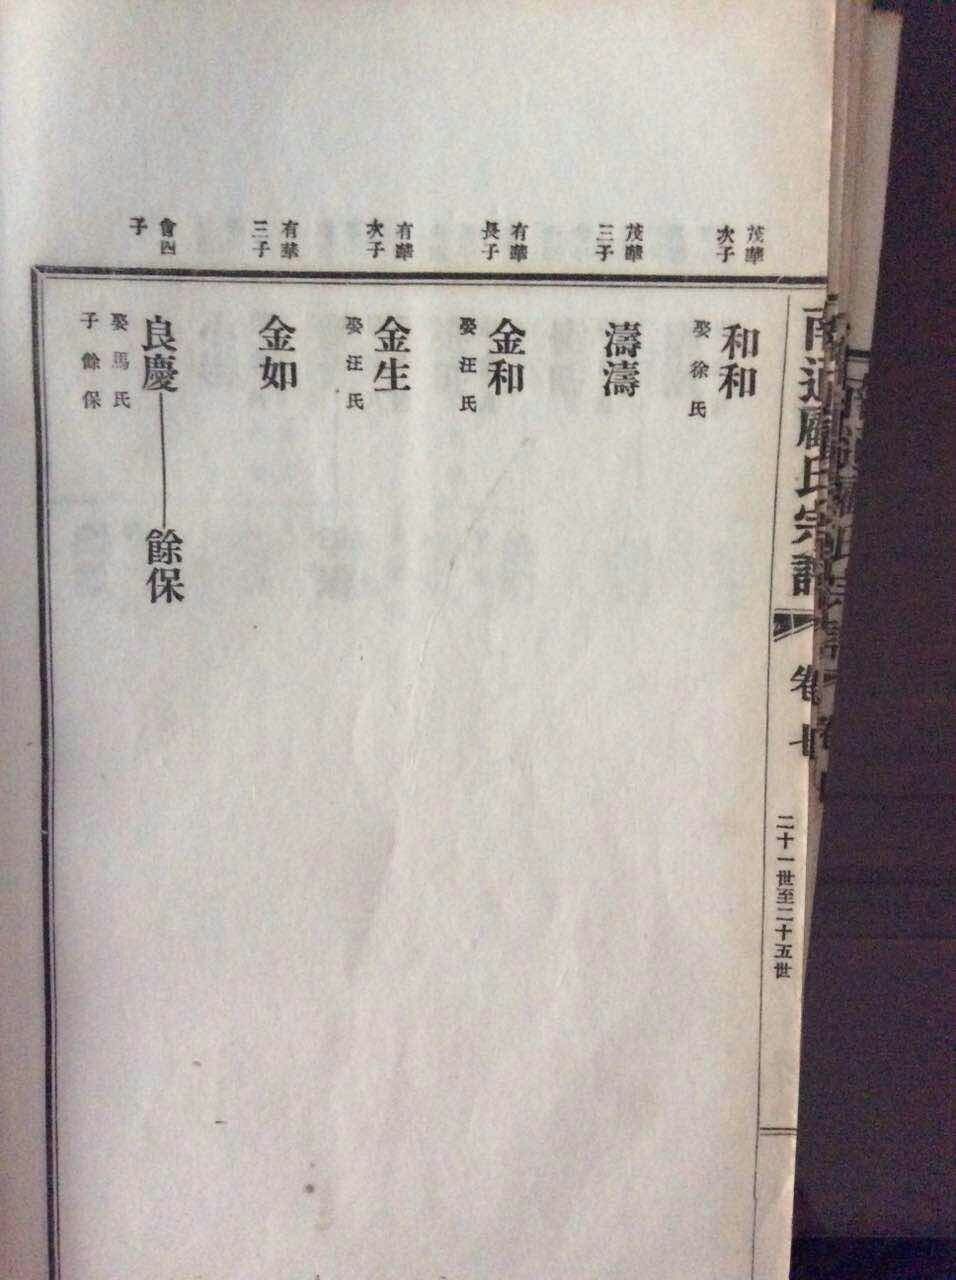 南通顧氏宗譜
卷七
二十一世至二十五世
茂華
次子
和和
娶徐氏
茂華
三子
濤濤
有華
長子
金和
娶汪氏
有華
次子
金生
娶汪氏
有華
三子
金如
會四
子
良慶
餘保
娶馬氏
子餘保